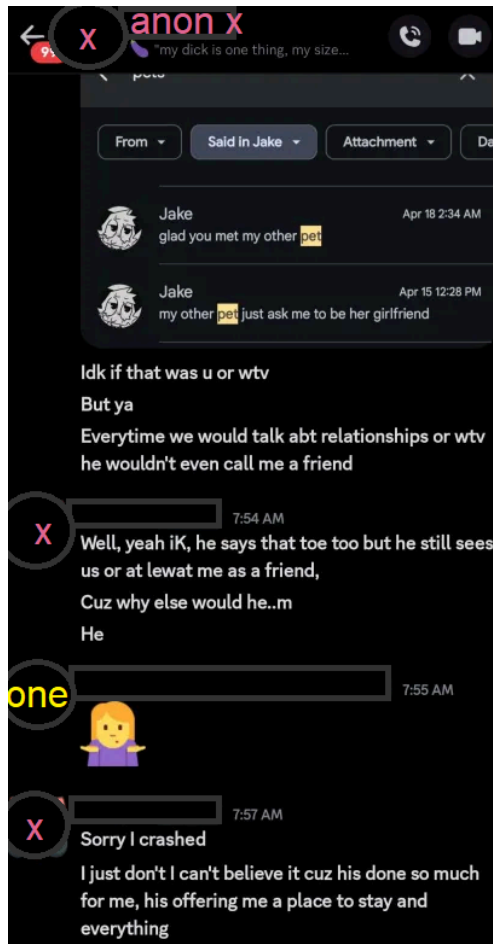 anon x
x
99
🍆 "my dick is one thing, my size...
pets
From
Said in Jake
Attachment
Da
Jake
Apr 18 2:34 AM
glad you met my other pet
Jake
Apr 15 12:28 PM
my other pet just ask me to be her girlfriend
Idk if that was u or wtv
But ya
Everytime we would talk abt relationships or wtv
he wouldn't even call me a friend
x
7:54 AM
Well, yeah iK, he says that toe too but he still sees
us or at lewat me as a friend,
Cuz why else would he..m
He
one
7:55 AM
🤷‍♀️
x
7:57 AM
Sorry I crashed
I just don't I can't believe it cuz his done so much
for me, his offering me a place to stay and
everything